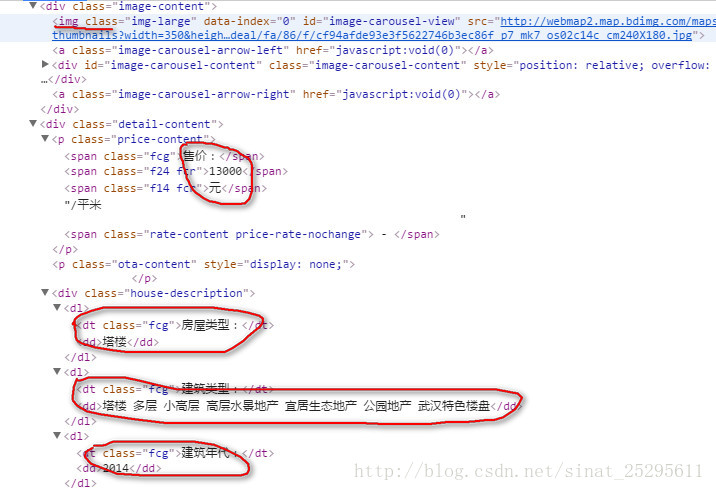 <div class="image-content">
<img class="img-large" data-index="0" id="image-carousel-view" src="http://webmap2.map.bdimg.com/maps
thumbnails?width=350&heigh…deal/fa/86/f/cf94afde93e3f5622746b3ec86f p7 mk7 os02c14c cm240X180.jpg">
<a class="image-carousel-arrow-left" href="javascript:void(0)"></a>
<div id="image-carousel-content" class="image-carousel-content" style="position: relative; overflow:
…</div>
<a class="image-carousel-arrow-right" href="javascript:void(0)"></a>
</div>
<div class="detail-content">
<p class="price-content">
<span class="fcg">售价：</span>
<span class="f24 fcr">13000</span>
<span class="f14 fcr">元</span>
"/平米
"
<span class="rate-content price-rate-nochange"> - </span>
</p>
<p class="ota-content" style="display: none;">
</p>
<div class="house-description">
<dl>
<dt class="fcg">房屋类型：</dt>
<dd>塔楼</dd>
</dl>
<dl>
<dt class="fcg">建筑类型：</dt>
<dd>塔楼 多层 小高层 高层水景地产 宜居生态地产 公园地产 武汉特色楼盘</dd>
</dl>
<dl>
<dt class="fcg">建筑年代：</dt>
<dd>2014</dd>
</dl>
http://blog.csdn.net/sinat_25295611